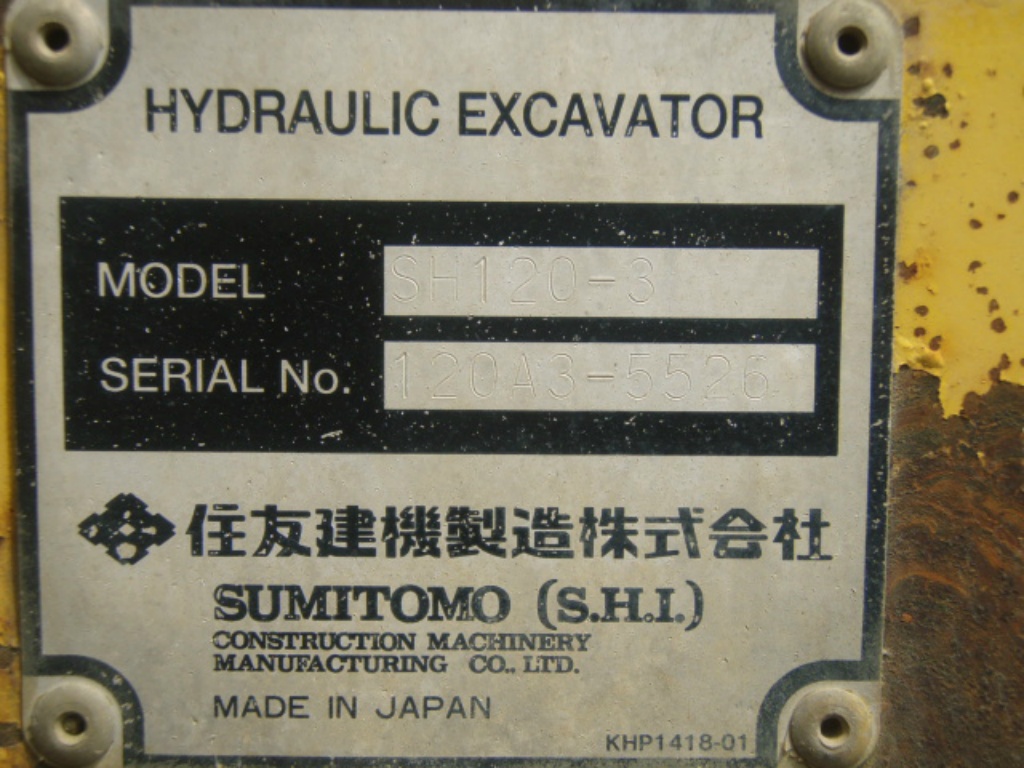 HYDRAULIC EXCAVATOR
MODEL SH120-3
SERIAL No. 120A3-5526
住友建機製造株式会社
SUMITOMO (S.H.I.)
CONSTRUCTION MACHINERY
MANUFACTURING CO., LTD.
MADE IN JAPAN
KHP1418-01